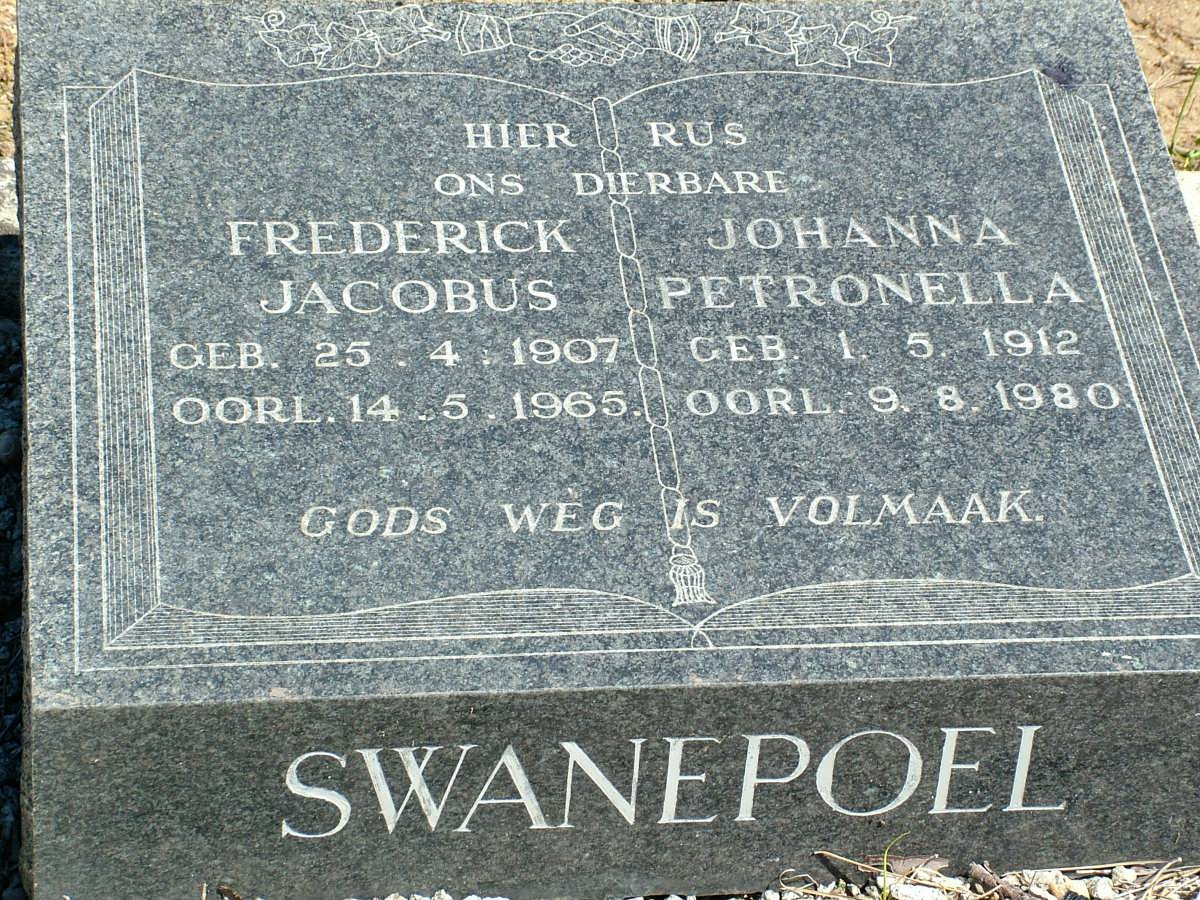 HIER RUS
ONS DIERBARE
FREDERICK JOHANNA
JACOBUS PETRONELLA
GEB. 25 . 4 . 1907 GEB. 1. 5. 1912
OORL. 14 . 5 . 1965. OORL. 9. 8. 1980.
GODS WEG IS VOLMAAK.
SWANEPOEL